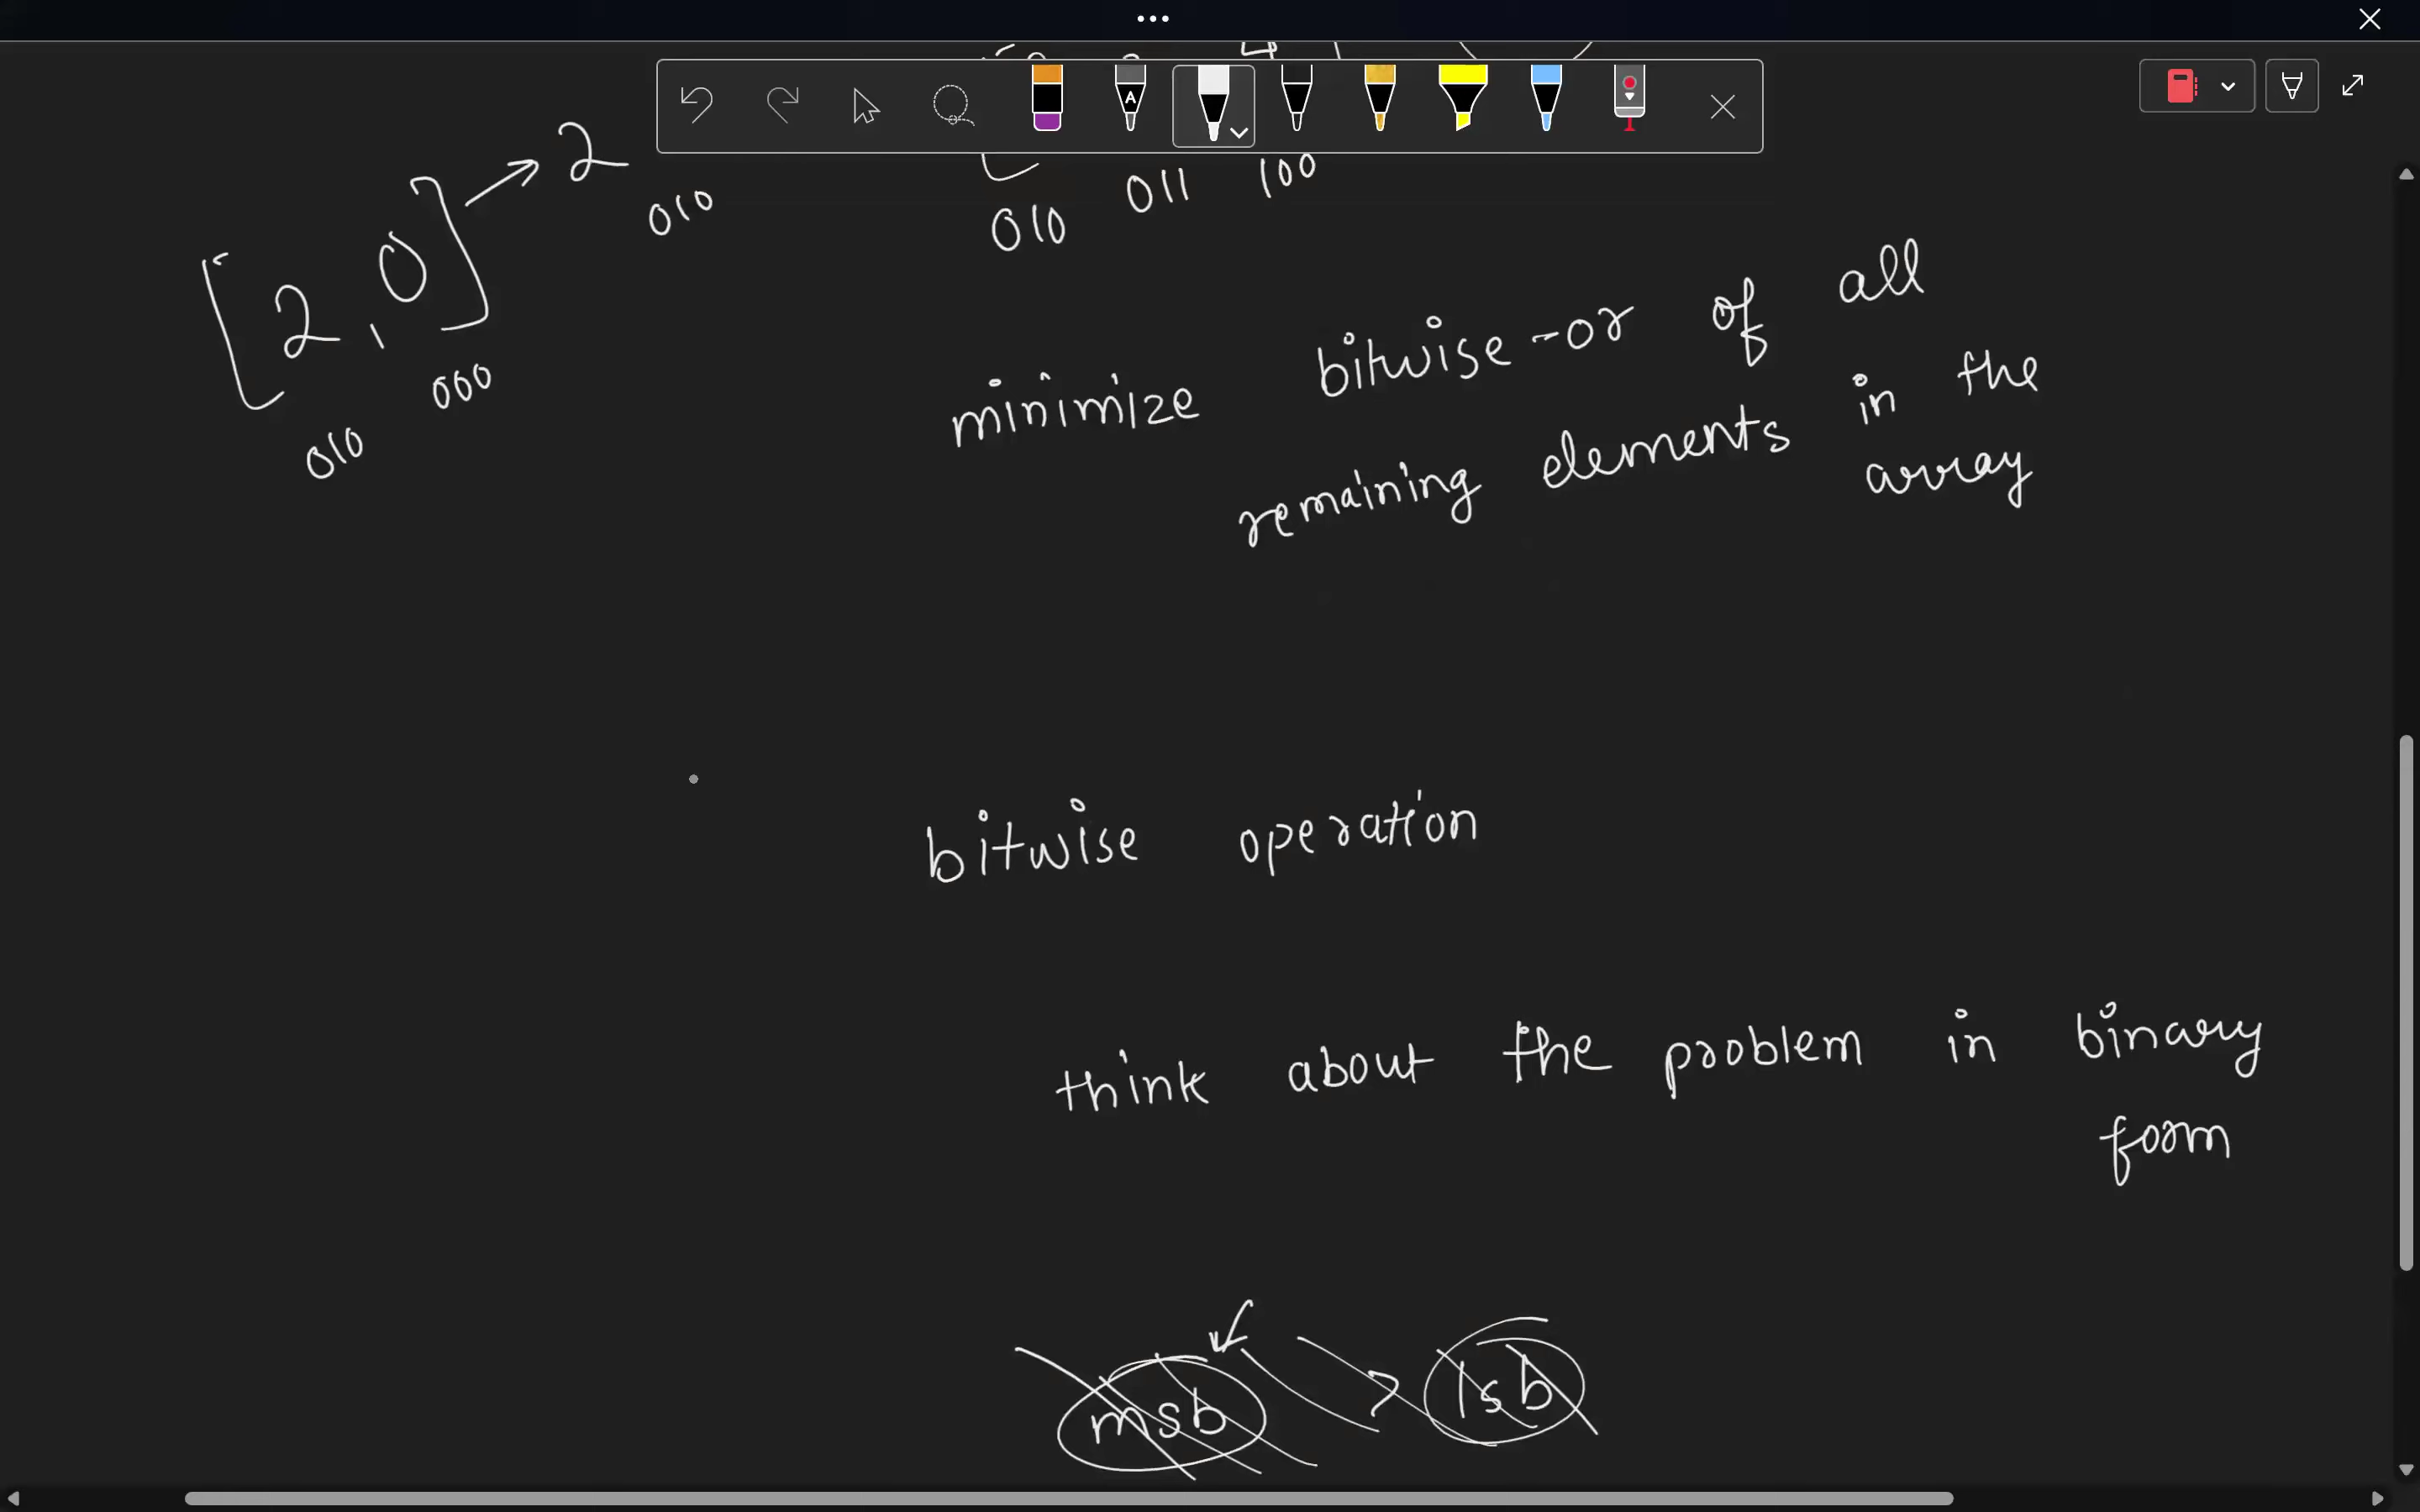 [2, 0] → 2
010
010 000
010 011 100
minimize bitwise-or of all
remaining elements in the
array
bitwise operation
think about the problem in binary
form
msb lsb